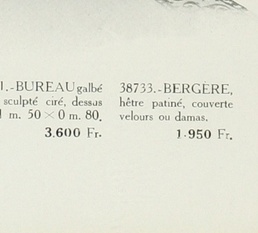 1.-BUREAU galbé
sculpté ciré, dessus
1 m. 50 × 0 m. 80.
3.600 Fr.
38733.-BERGÈRE,
hêtre patiné, couverte
velours ou damas.
1.950 Fr.